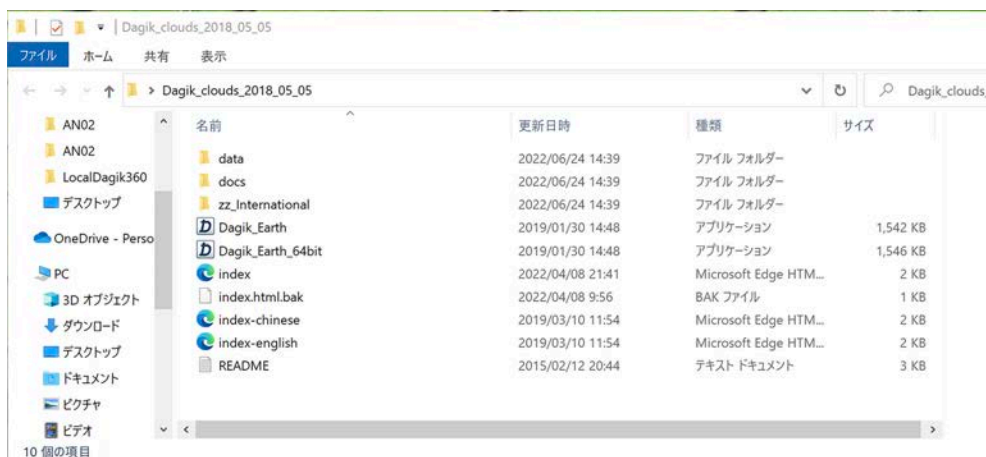 Dagik_clouds_2018_05_05
ファイル ホーム 共有 表示
Dagik_clouds_2018_05_05 Dagik_clouds_
名前 更新日時 種類 サイズ
AN02
AN02
LocalDagik360
デスクトップ
OneDrive - Perso
PC
3D オブジェクト
ダウンロード
デスクトップ
ドキュメント
ピクチャ
ビデオ
data 2022/06/24 14:39 ファイル フォルダー
docs 2022/06/24 14:39 ファイル フォルダー
zz_International 2022/06/24 14:39 ファイル フォルダー
D Dagik_Earth 2019/01/30 14:48 アプリケーション 1,542 KB
D Dagik_Earth_64bit 2019/01/30 14:48 アプリケーション 1,546 KB
index 2022/04/08 21:41 Microsoft Edge HTM... 2 KB
index.html.bak 2022/04/08 9:56 BAK ファイル 1 KB
index-chinese 2019/03/10 11:54 Microsoft Edge HTM... 2 KB
index-english 2019/03/10 11:54 Microsoft Edge HTM... 2 KB
README 2015/02/12 20:44 テキスト ドキュメント 3 KB
10 個の項目